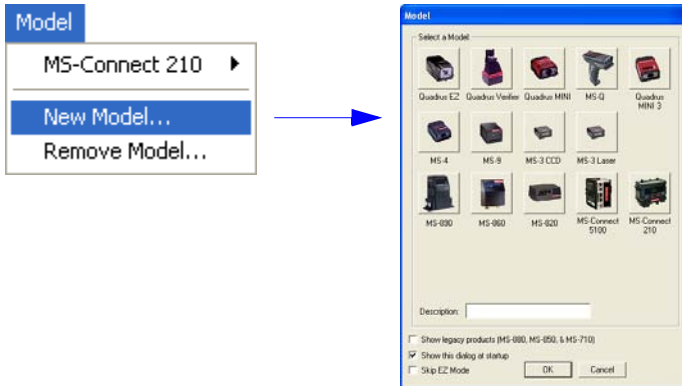 Model
MS-Connect 210
New Model...
Remove Model...
Model
Select a Model
Quadrus EZ Quadrus Verifier Quadrus MINI MS-Q Quadrus MINI 3
MS-4 MS-9 MS-3 CCD MS-3 Laser
MS-890 MS-860 MS-820 MS-Connect 5100 MS-Connect 210
Description:
Show legacy products (MS-880, MS-850, & MS-710)
Show this dialog at startup
Skip EZ Mode
OK Cancel